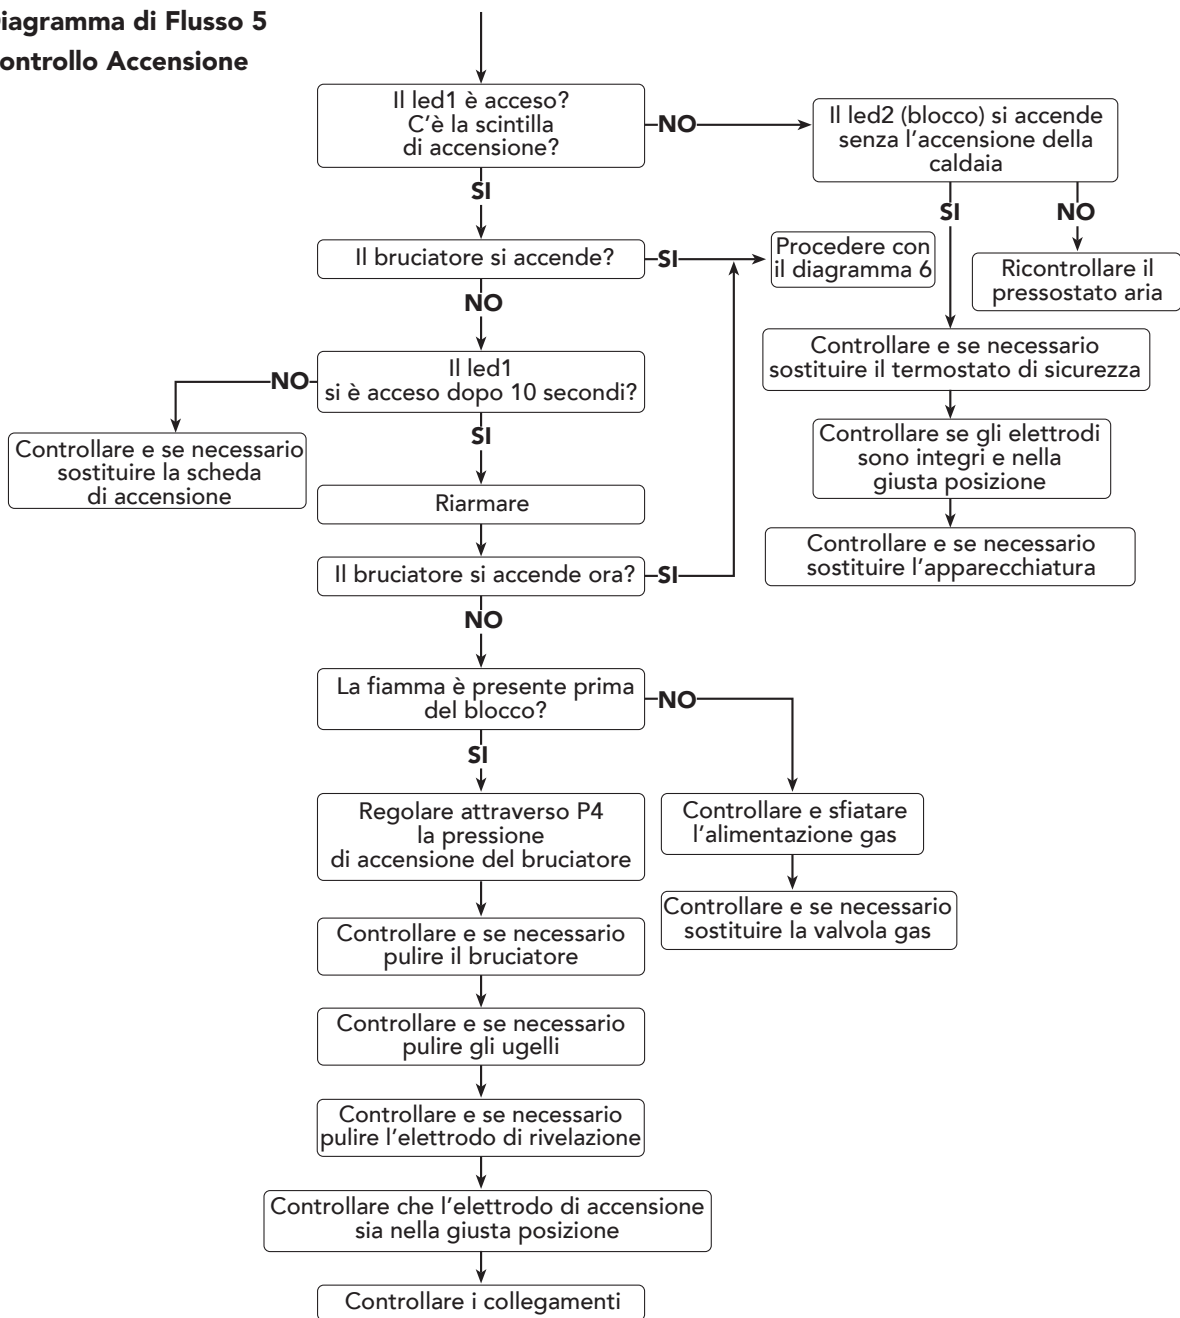 iagramma di Flusso 5
ontrollo Accensione
Il led1 è acceso?
C'è la scintilla
di accensione?
NO
Il led2 (blocco) si accende
senza l'accensione della
caldaia
SI
SI
NO
Il bruciatore si accende?
SI
Procedere con
il diagramma 6
Ricontrollare il
pressostato aria
NO
Il led1
si è acceso dopo 10 secondi?
NO
Controllare e se necessario
sostituire il termostato di sicurezza
Controllare e se necessario
sostituire la scheda
di accensione
SI
Controllare se gli elettrodi
sono integri e nella
giusta posizione
Riarmare
Controllare e se necessario
sostituire l'apparecchiatura
Il bruciatore si accende ora?
SI
NO
La fiamma è presente prima
del blocco?
NO
SI
Regolare attraverso P4
la pressione
di accensione del bruciatore
Controllare e sfiatare
l'alimentazione gas
Controllare e se necessario
sostituire la valvola gas
Controllare e se necessario
pulire il bruciatore
Controllare e se necessario
pulire gli ugelli
Controllare e se necessario
pulire l'elettrodo di rivelazione
Controllare che l'elettrodo di accensione
sia nella giusta posizione
Controllare i collegamenti